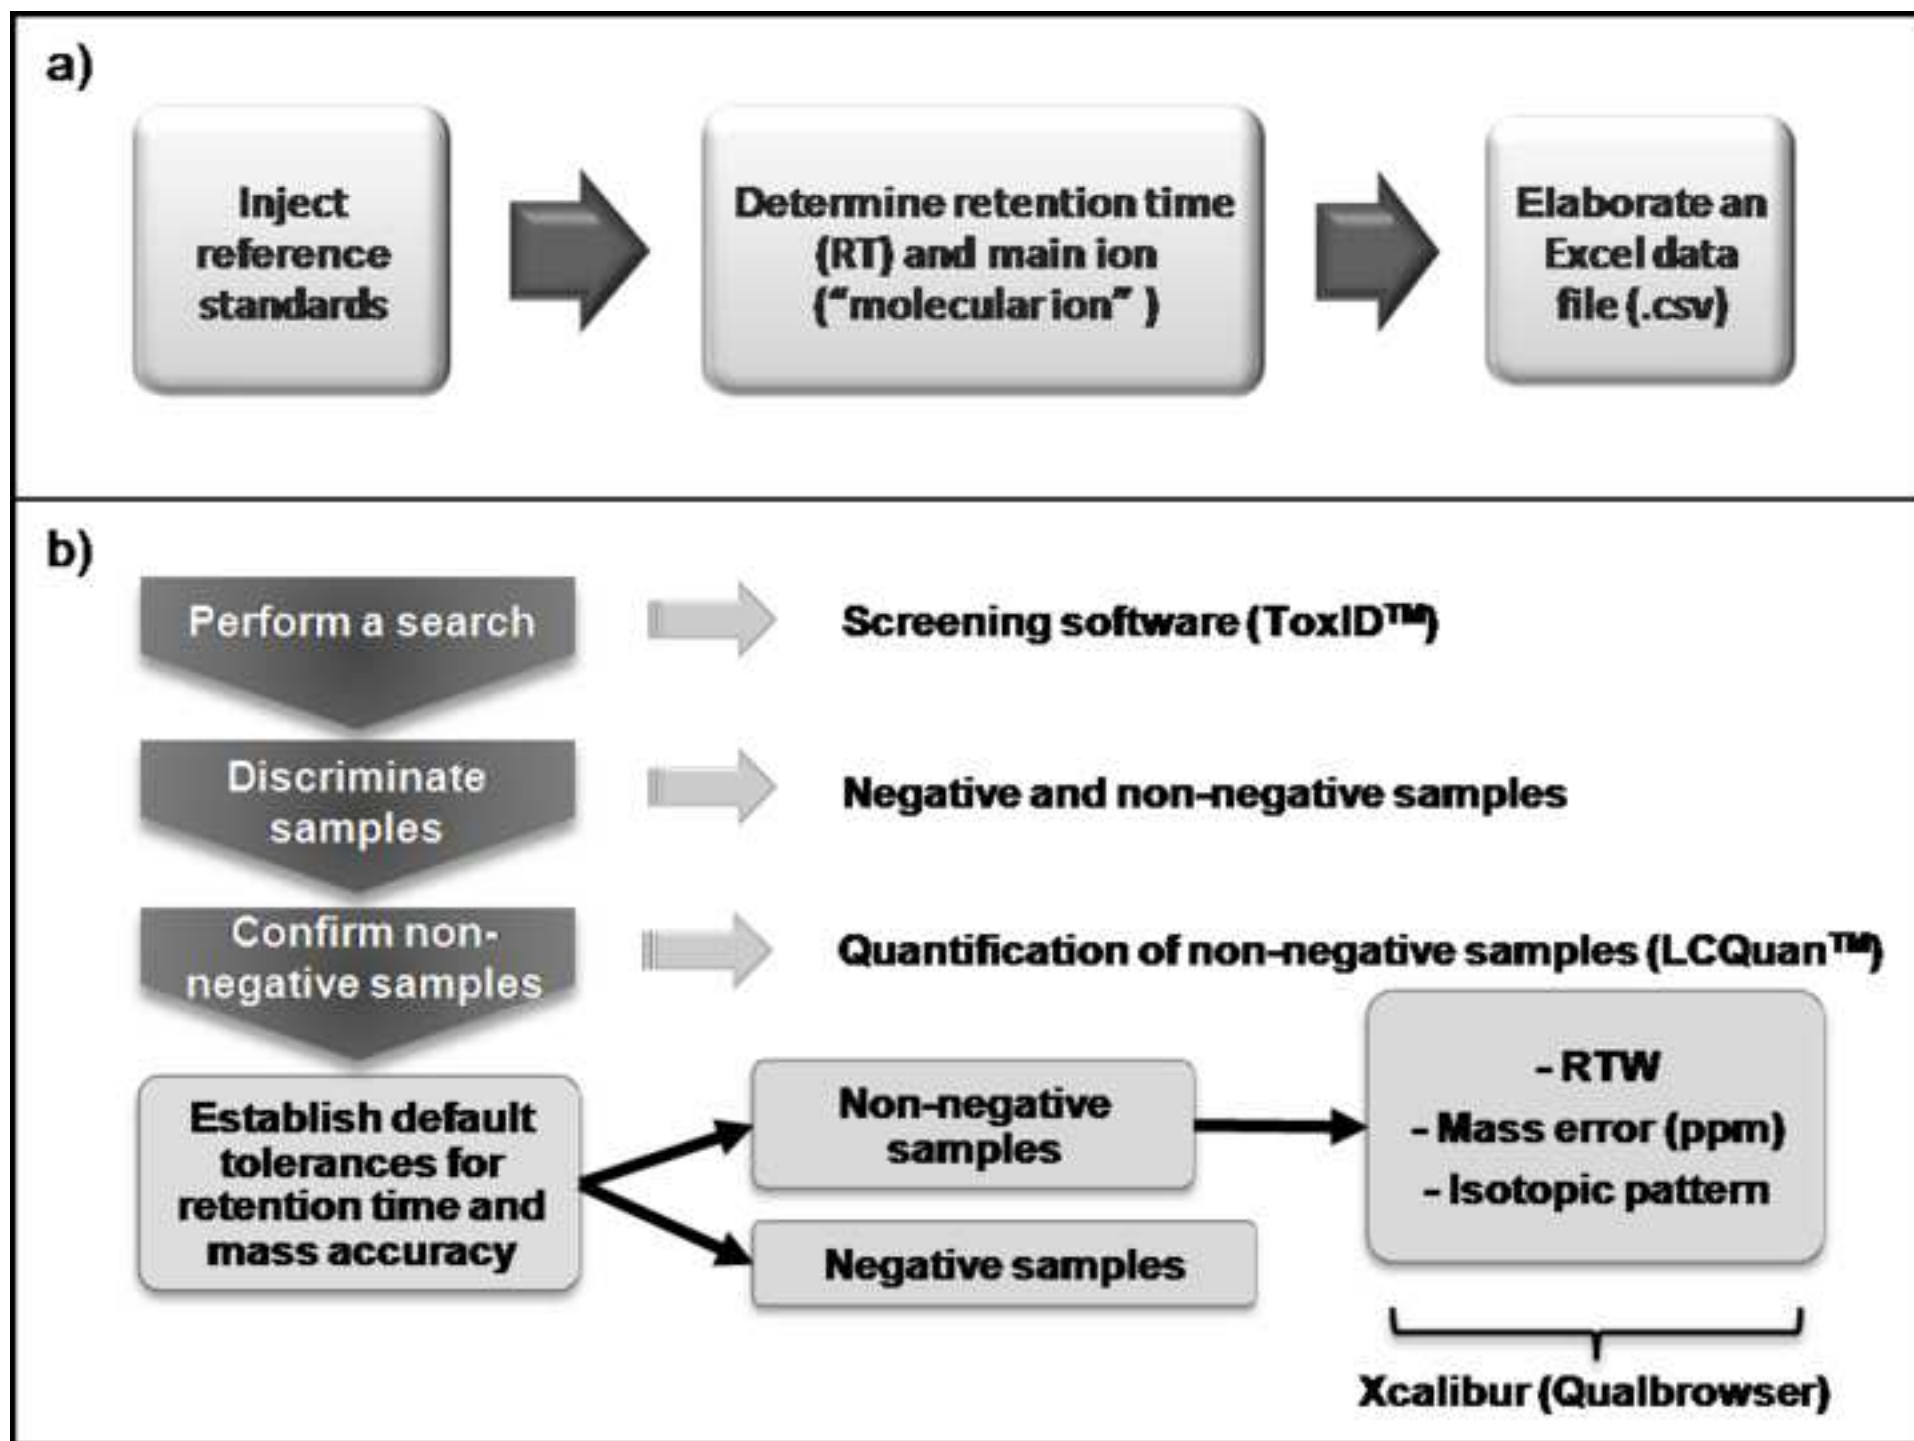 a)
Inject
reference
standards
Determine retention time
(RT) and main ion
(“molecular ion” )
Elaborate an
Excel data
file (.csv)
b)
Perform a search
Screening software (ToxID™)
Discriminate
samples
Negative and non-negative samples
Confirm non-
negative samples
Quantification of non-negative samples (LCQuan™)
Establish default
tolerances for
retention time and
mass accuracy
Non-negative
samples
Negative samples
- RTW
- Mass error (ppm)
- Isotopic pattern
Xcalibur (Qualbrowser)